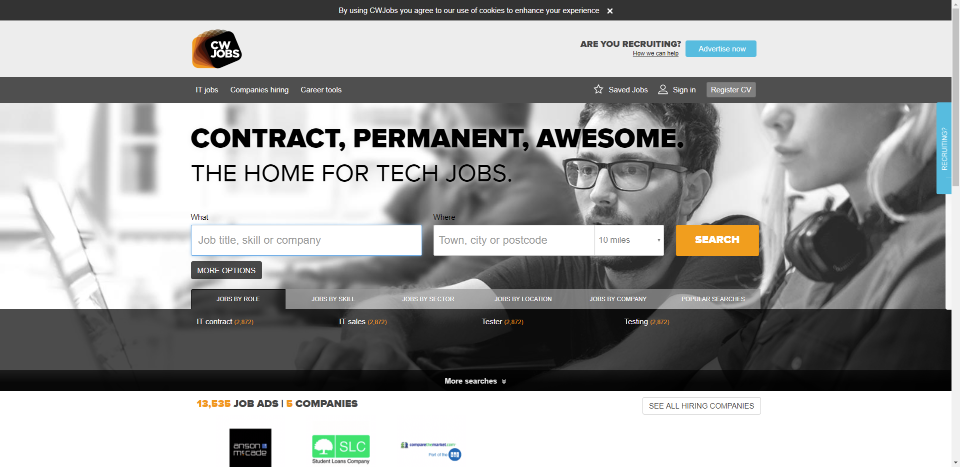 By using CWJobs you agree to our use of cookies to enhance your experience ×
CW
JOBS
ARE YOU RECRUITING?
How we can help
Advertise now
IT jobs Companies hiring Career tools Saved Jobs Sign in Register CV
RECRUITING?
CONTRACT, PERMANENT, AWESOME.
THE HOME FOR TECH JOBS.
What Where
Job title, skill or company Town, city or postcode 10 miles SEARCH
MORE OPTIONS
JOBS BY ROLE JOBS BY SKILL JOBS BY SECTOR JOBS BY LOCATION JOBS BY COMPANY POPULAR SEARCHES
IT contract (2,872) IT sales (2,872) Tester (2,872) Testing (2,872)
More searches
13,535 JOB ADS | 5 COMPANIES SEE ALL HIRING COMPANIES
anson
mccade
SLC
Student Loans Company
comparethemarket.com
Part of the